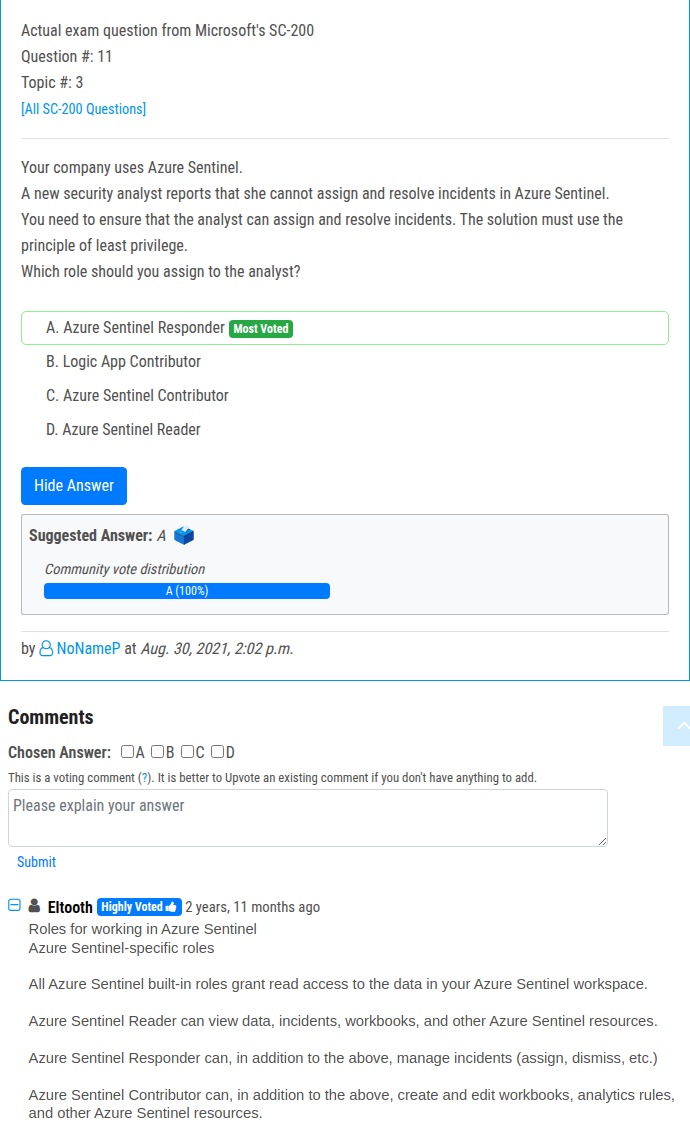 Actual exam question from Microsoft's SC-200
Question #: 11
Topic #: 3
[All SC-200 Questions]
Your company uses Azure Sentinel.
A new security analyst reports that she cannot assign and resolve incidents in Azure Sentinel.
You need to ensure that the analyst can assign and resolve incidents. The solution must use the
principle of least privilege.
Which role should you assign to the analyst?
A. Azure Sentinel Responder Most Voted
B. Logic App Contributor
C. Azure Sentinel Contributor
D. Azure Sentinel Reader
Hide Answer
Suggested Answer: A
Community vote distribution
A (100%)
by NoNameP at Aug. 30, 2021, 2:02 p.m.
Comments
Chosen Answer: A B C D
This is a voting comment (?). It is better to Upvote an existing comment if you don't have anything to add.
Please explain your answer
Submit
Eltooth Highly Voted 2 years, 11 months ago
Roles for working in Azure Sentinel
Azure Sentinel-specific roles
All Azure Sentinel built-in roles grant read access to the data in your Azure Sentinel workspace.
Azure Sentinel Reader can view data, incidents, workbooks, and other Azure Sentinel resources.
Azure Sentinel Responder can, in addition to the above, manage incidents (assign, dismiss, etc.)
Azure Sentinel Contributor can, in addition to the above, create and edit workbooks, analytics rules,
and other Azure Sentinel resources.